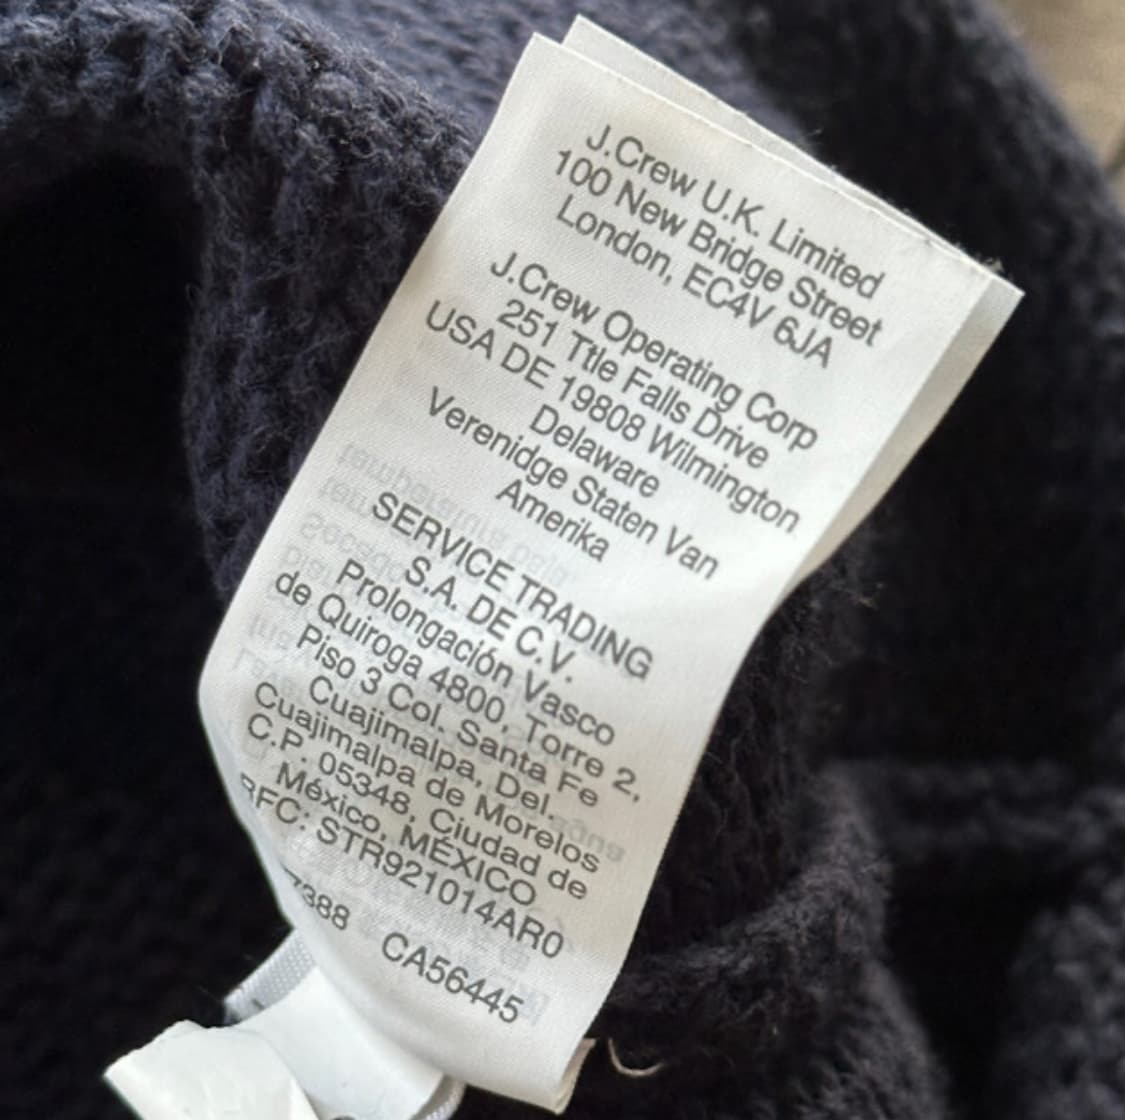 J.Crew U.K. Limited
100 New Bridge Street
London, EC4V 6JA
J.Crew Operating Corp
251 Ttle Falls Drive
USA DE 19808 Wilmington
Delaware
Verenidge Staten Van
Amerika
SERVICE TRADING
S.A. DE C.V.
Prolongación Vasco
de Quiroga 4800, Torre 2,
Piso 3 Col. Santa Fe
Cuajimalpa, Del.
Cuajimalpa de Morelos
C.P. 05348, Ciudad de
México, MÉXICO
RFC: STR921014AR0
7388 CA56445